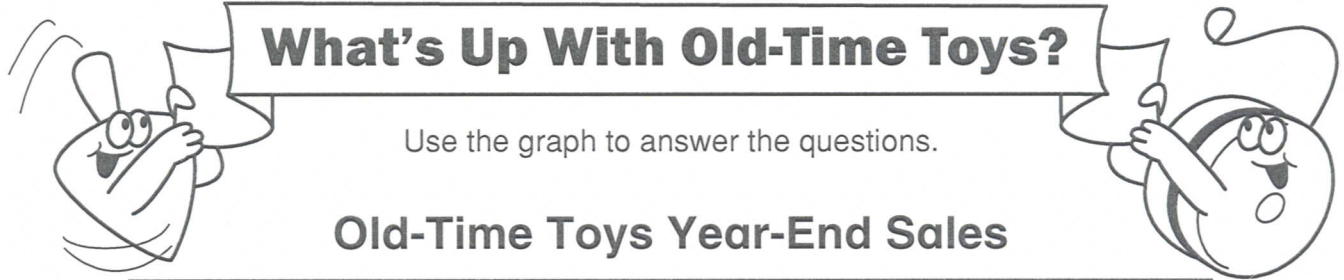 What's Up With Old-Time Toys?
Use the graph to answer the questions.
Old-Time Toys Year-End Sales